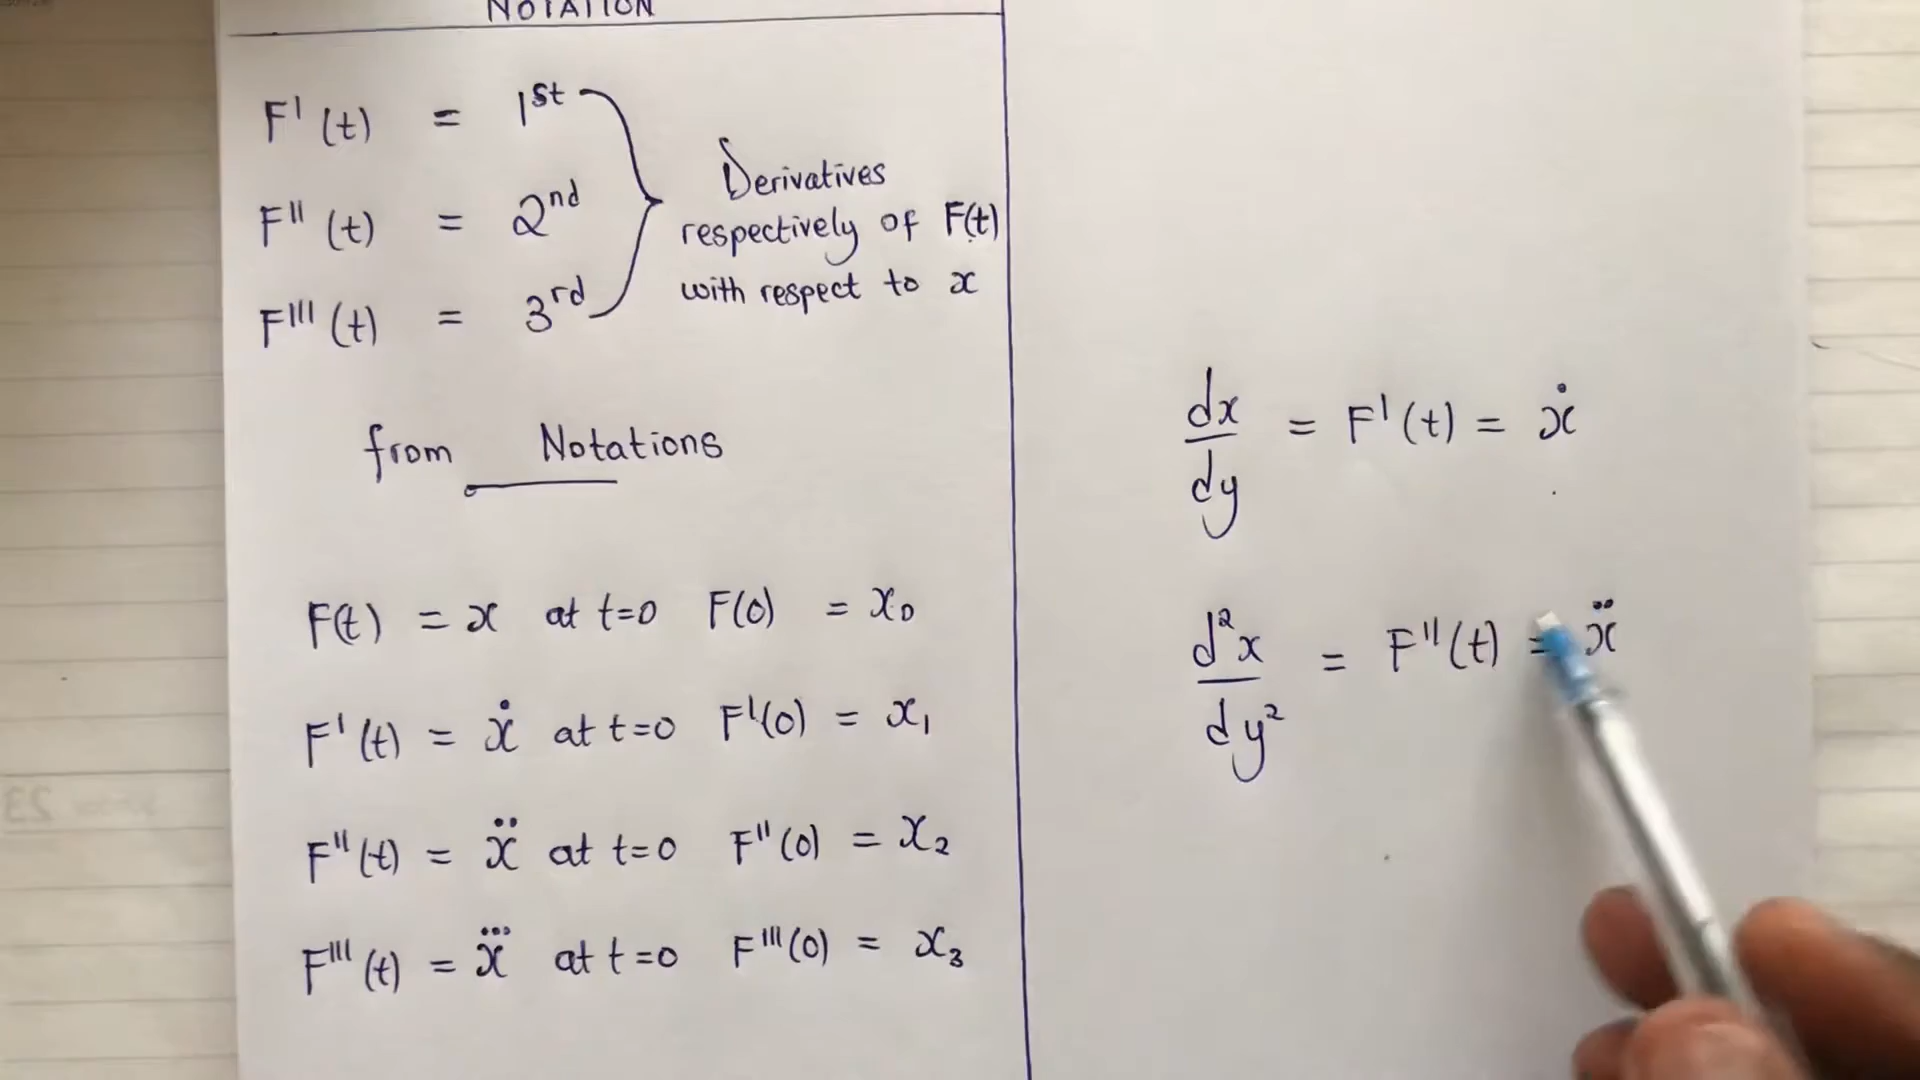 NOTATION
F'(t) = 1st
F''(t) = 2nd
F'''(t) = 3rd
Derivatives
respectively of F(t)
with respect to x
from Notations
F(t) = x at t=0 F(0) = x₀
F'(t) = ẋ at t=0 F'(0) = x₁
F''(t) = ẍ at t=0 F''(0) = x₂
F'''(t) = x⃛ at t=0 F'''(0) = x₃
dx/dy = F'(t) = ẋ
d²x/dy² = F''(t) = ẍ